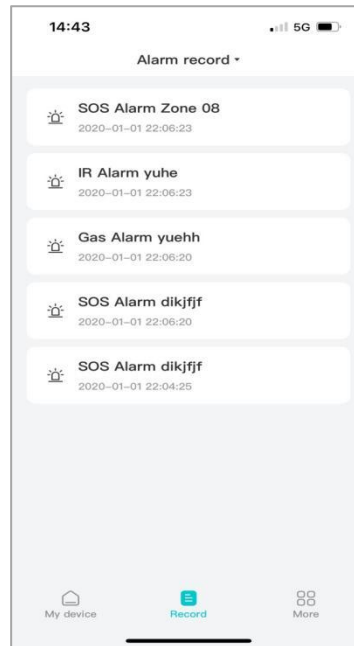 14:43
5G
Alarm record
SOS Alarm Zone 08
2020-01-01 22:06:23
IR Alarm yuhe
2020-01-01 22:06:23
Gas Alarm yuehh
2020-01-01 22:06:20
SOS Alarm dikjfjf
2020-01-01 22:06:20
SOS Alarm dikjfjf
2020-01-01 22:04:25
My device
Record
More